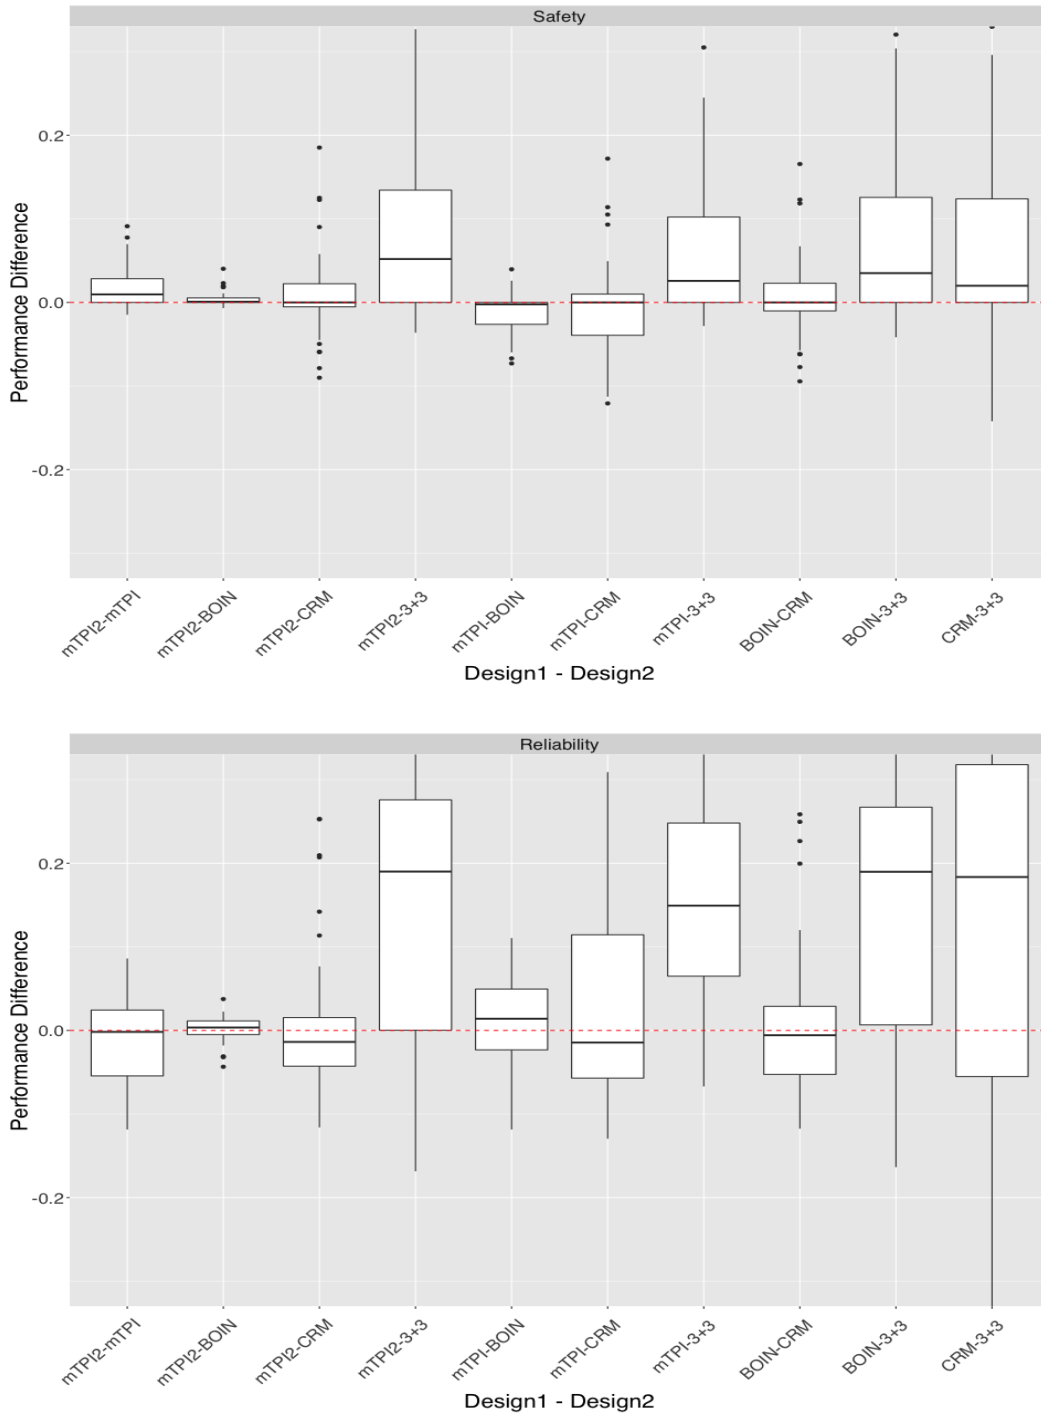 Safety
Performance Difference
0.2
0.0
-0.2
mTPI2-mTPI
mTPI2-BOIN
mTPI2-CRM
mTPI2-3+3
mTPI-BOIN
mTPI-CRM
mTPI-3+3
BOIN-CRM
BOIN-3+3
CRM-3+3
Design1 - Design2
Reliability
Performance Difference
0.2
0.0
-0.2
mTPI2-mTPI
mTPI2-BOIN
mTPI2-CRM
mTPI2-3+3
mTPI-BOIN
mTPI-CRM
mTPI-3+3
BOIN-CRM
BOIN-3+3
CRM-3+3
Design1 - Design2